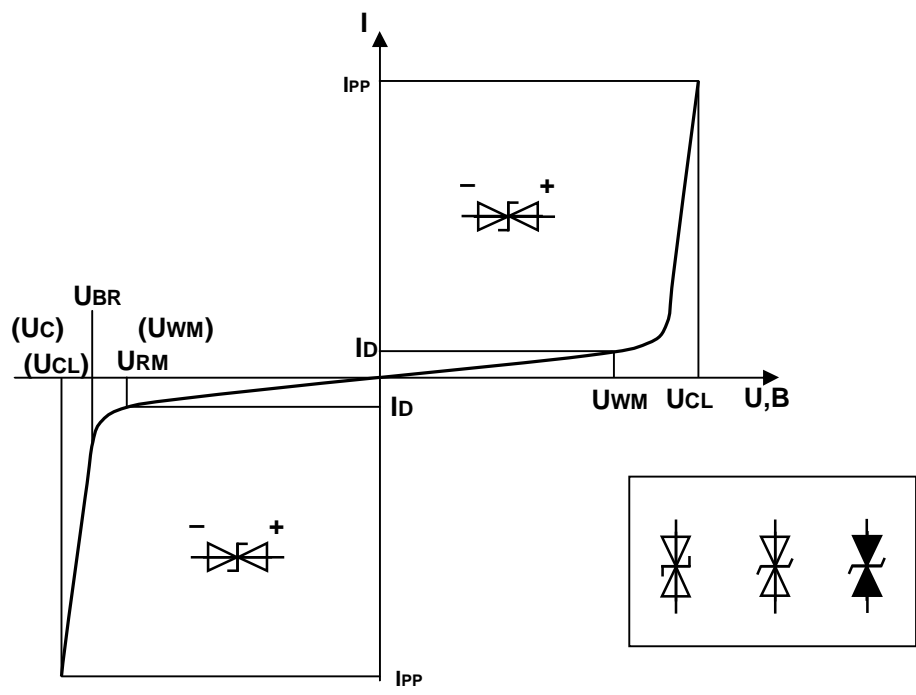 I
IPP
– +
UBR
(UC) (UWM)
(UCL) URM
ID
UWM UCL U,B
ID
– +
IPP